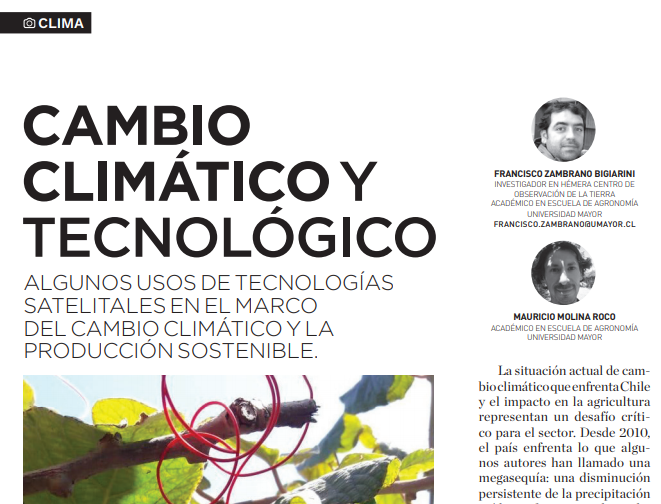 CLIMA
CAMBIO
CLIMÁTICO Y
TECNOLÓGICO
ALGUNOS USOS DE TECNOLOGÍAS
SATELITALES EN EL MARCO
DEL CAMBIO CLIMÁTICO Y LA
PRODUCCIÓN SOSTENIBLE.
FRANCISCO ZAMBRANO BIGIARINI
INVESTIGADOR EN HÉMERA CENTRO DE
OBSERVACIÓN DE LA TIERRA
ACADÉMICO EN ESCUELA DE AGRONOMÍA
UNIVERSIDAD MAYOR
FRANCISCO.ZAMBRANO@UMAYOR.CL
MAURICIO MOLINA ROCO
ACADÉMICO EN ESCUELA DE AGRONOMÍA
UNIVERSIDAD MAYOR
La situación actual de cam-
bio climático que enfrenta Chile
y el impacto en la agricultura
representan un desafío críti-
co para el sector. Desde 2010,
el país enfrenta lo que algu-
nos autores han llamado una
megasequía: una disminución
persistente de la precipitación